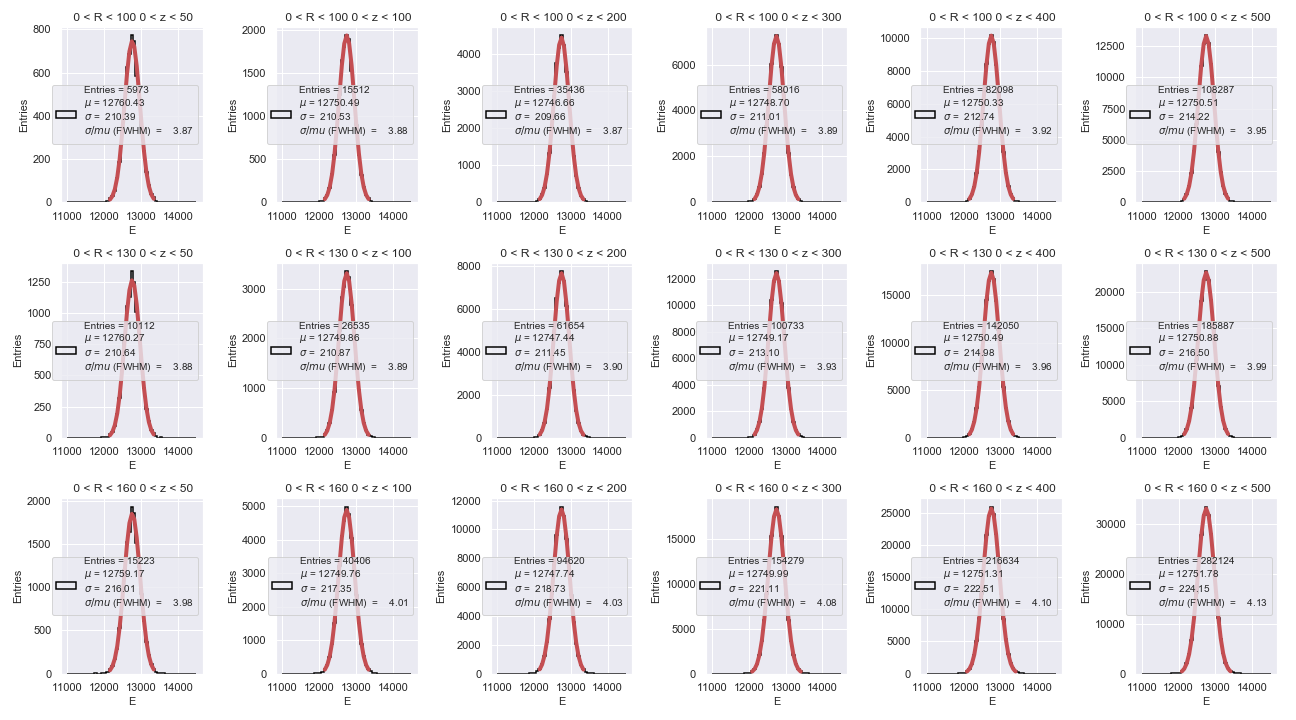 0 < R < 100 0 < z < 50
Entries
800
600
400
200
0
Entries = 5973
μ = 12760.43
σ = 210.39
σ/mu (FWHM) = 3.87
11000 12000 13000 14000
E
0 < R < 100 0 < z < 100
Entries
2000
1500
1000
500
0
Entries = 15512
μ = 12750.49
σ = 210.53
σ/mu (FWHM) = 3.88
11000 12000 13000 14000
E
0 < R < 100 0 < z < 200
Entries
4000
3000
2000
1000
0
Entries = 35436
μ = 12746.66
σ = 209.66
σ/mu (FWHM) = 3.87
11000 12000 13000 14000
E
0 < R < 100 0 < z < 300
Entries
6000
4000
2000
0
Entries = 58016
μ = 12748.70
σ = 211.01
σ/mu (FWHM) = 3.89
11000 12000 13000 14000
E
0 < R < 100 0 < z < 400
Entries
10000
8000
6000
4000
2000
0
Entries = 82098
μ = 12750.33
σ = 212.74
σ/mu (FWHM) = 3.92
11000 12000 13000 14000
E
0 < R < 100 0 < z < 500
Entries
12500
10000
7500
5000
2500
0
Entries = 108287
μ = 12750.51
σ = 214.22
σ/mu (FWHM) = 3.95
11000 12000 13000 14000
E
0 < R < 130 0 < z < 50
Entries
1250
1000
750
500
250
0
Entries = 10112
μ = 12760.27
σ = 210.64
σ/mu (FWHM) = 3.88
11000 12000 13000 14000
E
0 < R < 130 0 < z < 100
Entries
3000
2000
1000
0
Entries = 26535
μ = 12749.86
σ = 210.87
σ/mu (FWHM) = 3.89
11000 12000 13000 14000
E
0 < R < 130 0 < z < 200
Entries
8000
6000
4000
2000
0
Entries = 61654
μ = 12747.44
σ = 211.45
σ/mu (FWHM) = 3.90
11000 12000 13000 14000
E
0 < R < 130 0 < z < 300
Entries
12000
10000
8000
6000
4000
2000
0
Entries = 100733
μ = 12749.17
σ = 213.10
σ/mu (FWHM) = 3.93
11000 12000 13000 14000
E
0 < R < 130 0 < z < 400
Entries
15000
10000
5000
0
Entries = 142050
μ = 12750.49
σ = 214.98
σ/mu (FWHM) = 3.96
11000 12000 13000 14000
E
0 < R < 130 0 < z < 500
Entries
20000
15000
10000
5000
0
Entries = 185887
μ = 12750.88
σ = 216.50
σ/mu (FWHM) = 3.99
11000 12000 13000 14000
E
0 < R < 160 0 < z < 50
Entries
2000
1500
1000
500
0
Entries = 15223
μ = 12759.17
σ = 216.01
σ/mu (FWHM) = 3.98
11000 12000 13000 14000
E
0 < R < 160 0 < z < 100
Entries
5000
4000
3000
2000
1000
0
Entries = 40406
μ = 12749.76
σ = 217.35
σ/mu (FWHM) = 4.01
11000 12000 13000 14000
E
0 < R < 160 0 < z < 200
Entries
12000
10000
8000
6000
4000
2000
0
Entries = 94620
μ = 12747.74
σ = 218.73
σ/mu (FWHM) = 4.03
11000 12000 13000 14000
E
0 < R < 160 0 < z < 300
Entries
15000
10000
5000
0
Entries = 154279
μ = 12749.99
σ = 221.11
σ/mu (FWHM) = 4.08
11000 12000 13000 14000
E
0 < R < 160 0 < z < 400
Entries
25000
20000
15000
10000
5000
0
Entries = 216634
μ = 12751.31
σ = 222.51
σ/mu (FWHM) = 4.10
11000 12000 13000 14000
E
0 < R < 160 0 < z < 500
Entries
30000
20000
10000
0
Entries = 282124
μ = 12751.78
σ = 224.15
σ/mu (FWHM) = 4.13
11000 12000 13000 14000
E